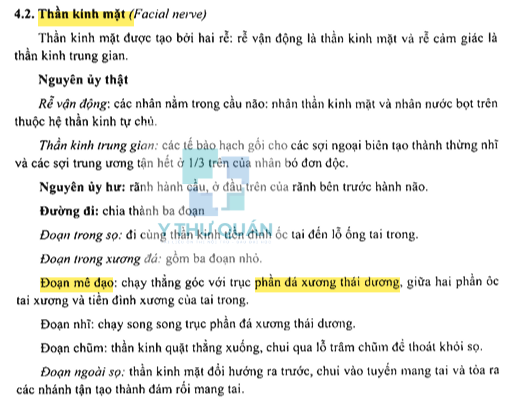 4.2. Thần kinh mặt (Facial nerve)
Thần kinh mặt được tạo bởi hai rễ: rễ vận động là thần kinh mặt và rễ cảm giác là
thần kinh trung gian.
Nguyên ủy thật
Rễ vận động: các nhân nằm trong cầu não: nhân thần kinh mặt và nhân nước bọt trên
thuộc hệ thần kinh tự chủ.
Thần kinh trung gian: các tế bào hạch gối cho các sợi ngoại biên tạo thành thừng nhĩ
và các sợi trung ương tận hết ở 1/3 trên của nhân bó đơn độc.
Nguyên ủy hư: rãnh hành cầu, ở đầu trên của rãnh bên trước hành não.
Đường đi: chia thành ba đoạn
Y THƯ QUÁN
Đoạn trong sọ: đi cùng thần kinh tiền đình ốc tai đến lỗ ống tai trong.
Đoạn trong xương đá: gồm ba đoạn nhỏ.
Đoạn mê đạo: chạy thẳng góc với trục phần đá xương thái dương, giữa hai phần ốc
tai xương và tiền đình xương của tai trong.
Đoạn nhĩ: chạy song song trục phần đá xương thái dương.
Đoạn chũm: thần kinh quặt thẳng xuống, chui qua lỗ trâm chũm để thoát khỏi sọ.
Đoạn ngoài sọ: thần kinh mặt đổi hướng ra trước, chui vào tuyến mang tai và tỏa ra
các nhánh tận tạo thành đám rối mang tai.